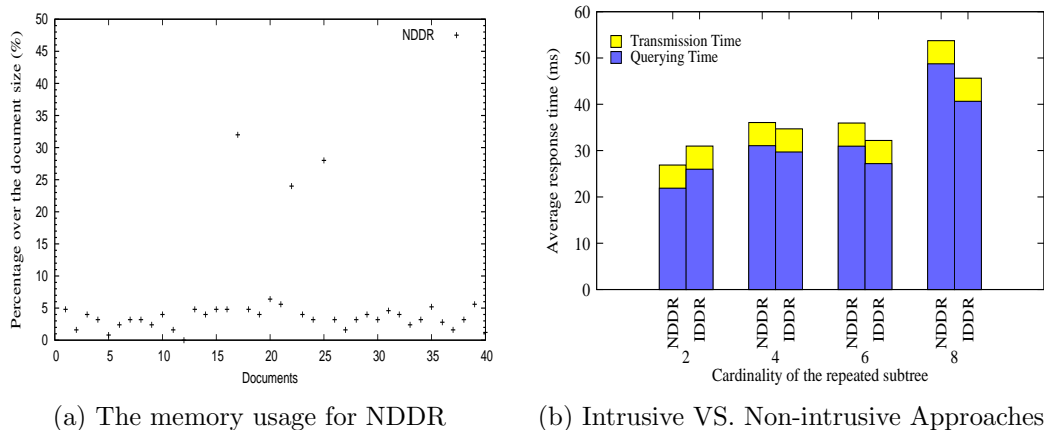 Percentage over the document size (%)
50
45
40
35
30
25
20
15
10
5
0
NDDR
0 5 10 15 20 25 30 35 40
Documents
(a) The memory usage for NDDR
Average response time (ms)
60
50
40
30
20
10
0
Transmission Time
Querying Time
NDDR IDDR NDDR IDDR NDDR IDDR NDDR IDDR
2 4 6 8
Cardinality of the repeated subtree
(b) Intrusive VS. Non-intrusive Approaches